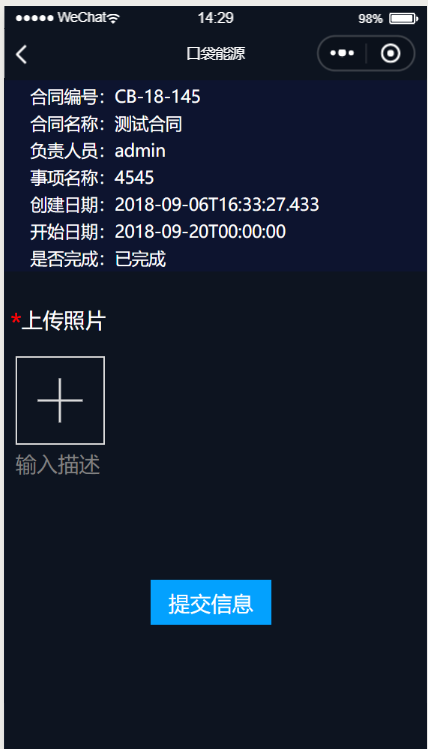 WeChat 14:29 98%
口袋能源
合同编号：CB-18-145
合同名称：测试合同
负责人员：admin
事项名称：4545
创建日期：2018-09-06T16:33:27.433
开始日期：2018-09-20T00:00:00
是否完成：已完成
*上传照片
输入描述
提交信息